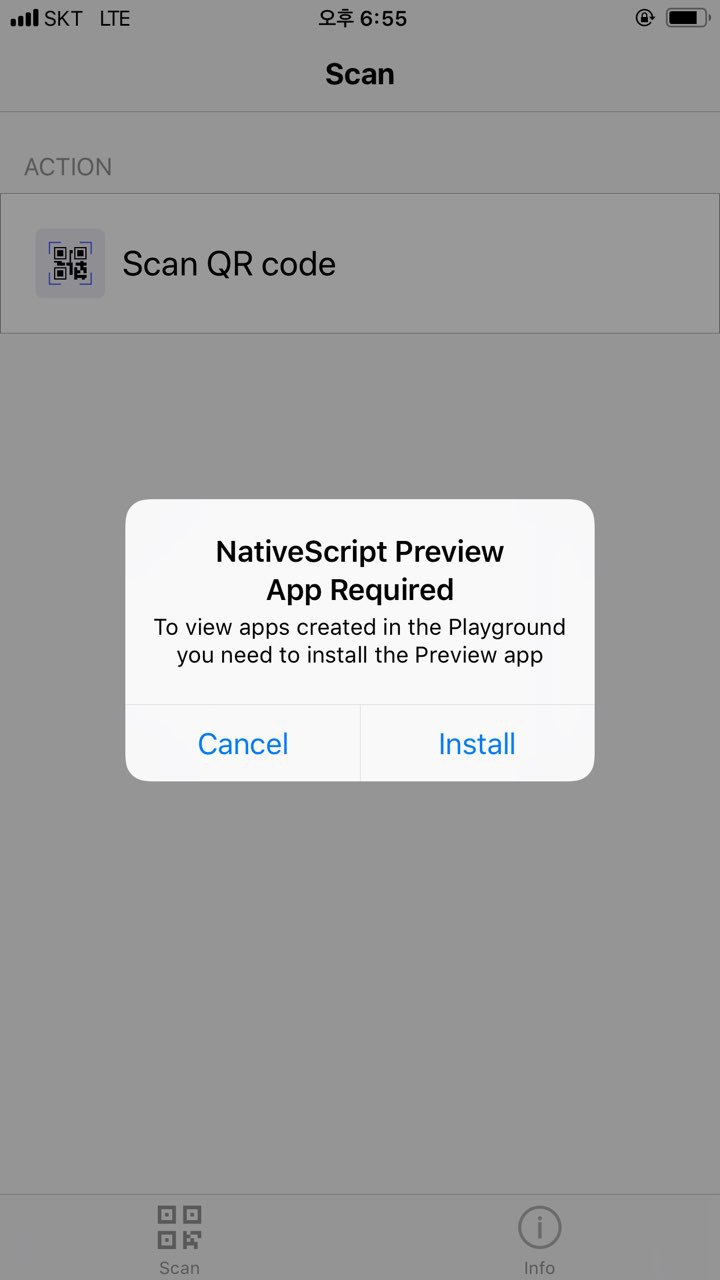 SKT LTE 오후 6:55
Scan
ACTION
Scan QR code
NativeScript Preview
App Required
To view apps created in the Playground
you need to install the Preview app
Cancel Install
Scan Info